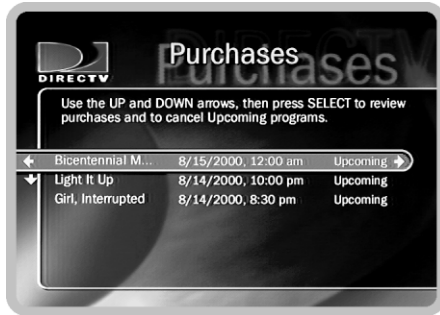 DIRECTV
Purchases
Use the UP and DOWN arrows, then press SELECT to review
purchases and to cancel Upcoming programs.
Bicentennial M... 8/15/2000, 12:00 am Upcoming
Light It Up 8/14/2000, 10:00 pm Upcoming
Girl, Interrupted 8/14/2000, 8:30 pm Upcoming